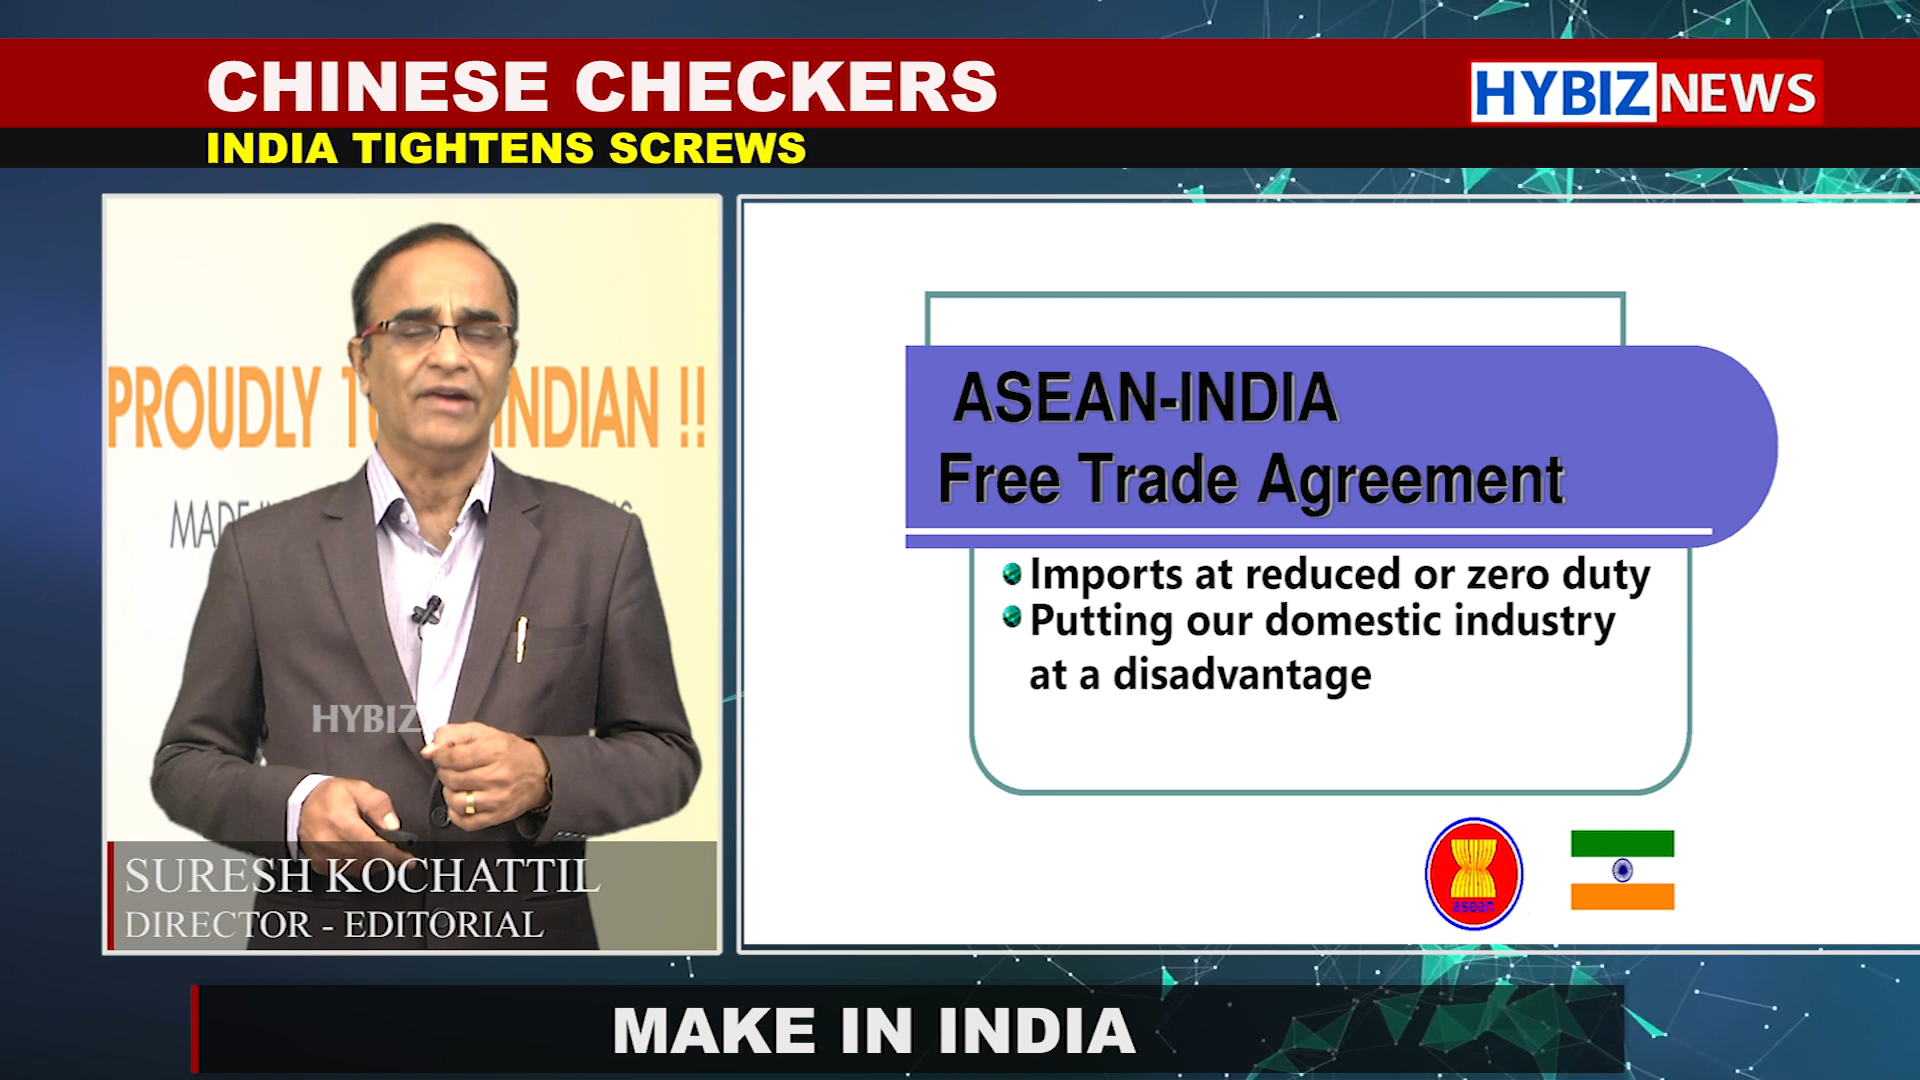 CHINESE CHECKERS
HYBIZ NEWS
INDIA TIGHTENS SCREWS
PROUDLY INDIAN !!
HYBIZ
SURESH KOCHATTIL
DIRECTOR - EDITORIAL
ASEAN-INDIA
Free Trade Agreement
Imports at reduced or zero duty
Putting our domestic industry
at a disadvantage
asean
MAKE IN INDIA